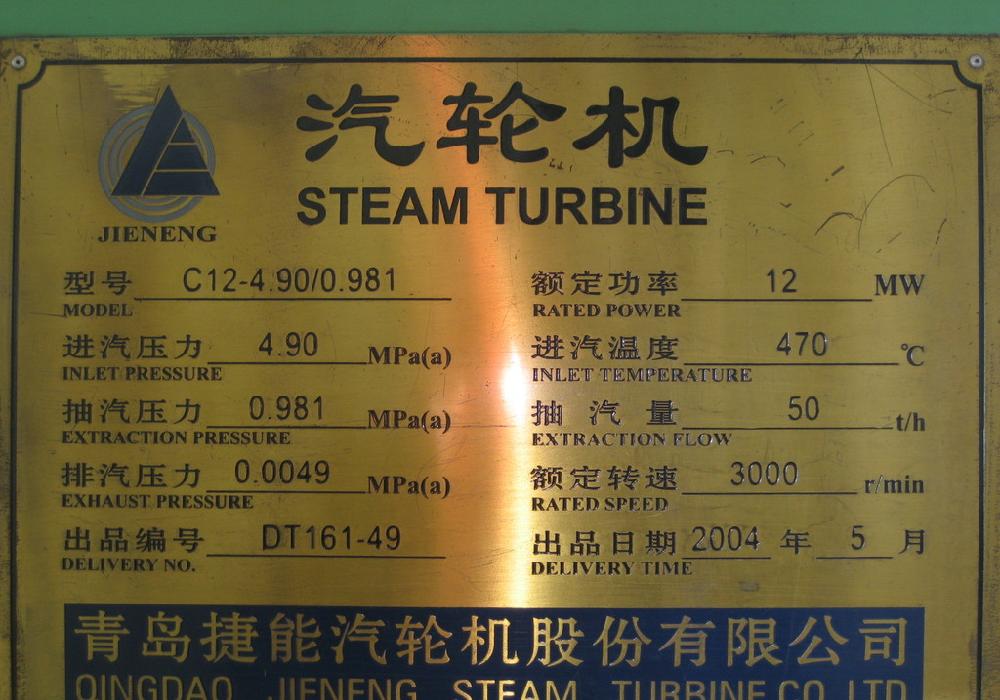 汽轮机
STEAM TURBINE
JIENENG
型号 C12-4.90/0.981
MODEL
额定功率 12 MW
RATED POWER
进汽压力 4.90 MPa(a)
INLET PRESSURE
进汽温度 470 ℃
INLET TEMPERATURE
抽汽压力 0.981 MPa(a)
EXTRACTION PRESSURE
抽汽量 50 t/h
EXTRACTION FLOW
排汽压力 0.0049 MPa(a)
EXHAUST PRESSURE
额定转速 3000 r/min
RATED SPEED
出品编号 DT161-49
DELIVERY NO.
出品日期 2004 年 5 月
DELIVERY TIME
青岛捷能汽轮机股份有限公司
QINGDAO JIENENG STEAM TURBINE CO.,LTD